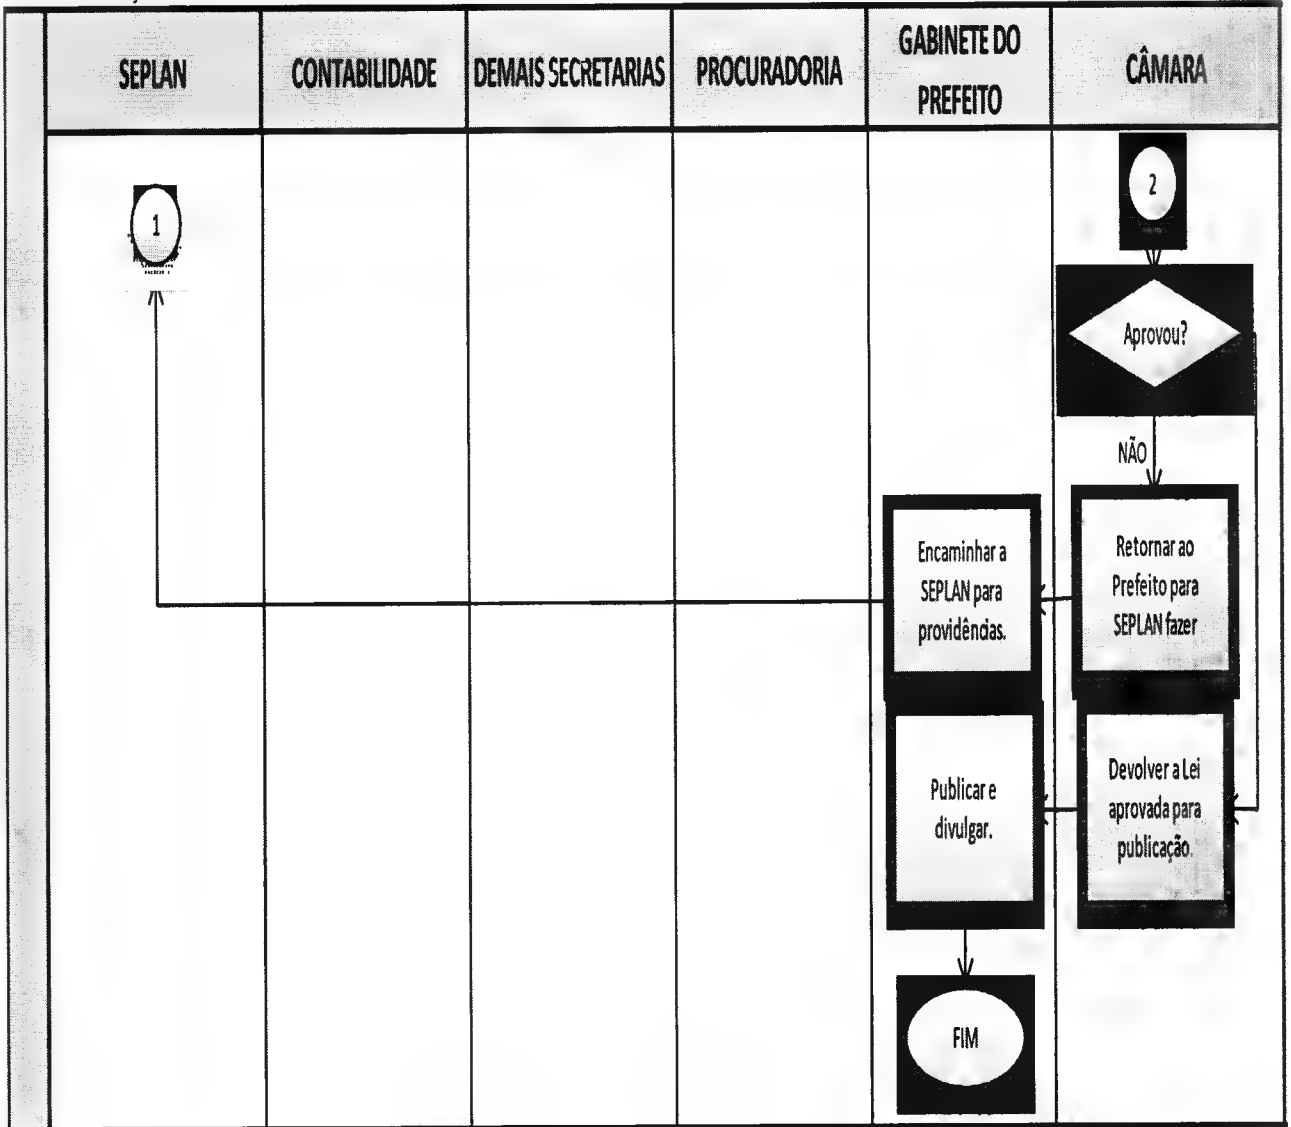 SEPLAN
CONTABILIDADE
DEMAIS SECRETARIAS
PROCURADORIA
GABINETE DO
PREFEITO
CÂMARA
1
2
Aprovou?
NÃO
Encaminhar a
SEPLAN para
providências.
Retornar ao
Prefeito para
SEPLAN fazer
Publicar e
divulgar.
Devolver a Lei
aprovada para
publicação.
FIM